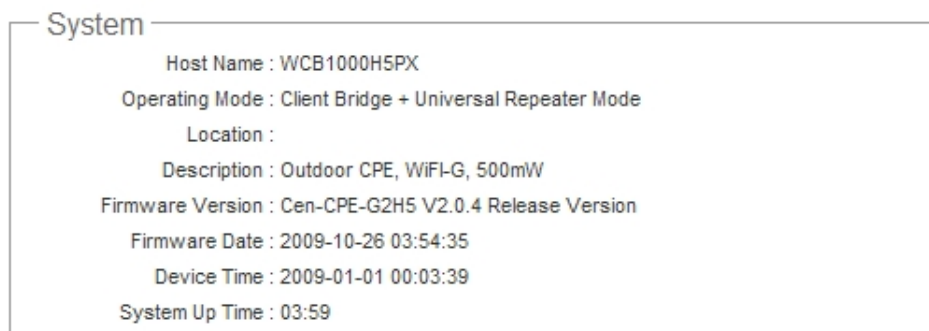 System
Host Name : WCB1000H5PX
Operating Mode : Client Bridge + Universal Repeater Mode
Location :
Description : Outdoor CPE, WiFI-G, 500mW
Firmware Version : Cen-CPE-G2H5 V2.0.4 Release Version
Firmware Date : 2009-10-26 03:54:35
Device Time : 2009-01-01 00:03:39
System Up Time : 03:59